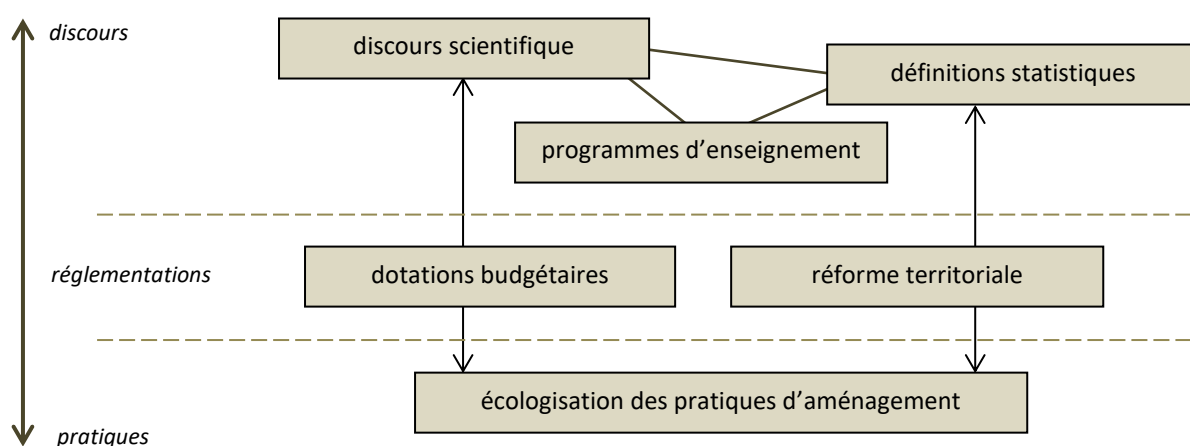 discours
discours scientifique
définitions statistiques
programmes d’enseignement
réglementations
dotations budgétaires
réforme territoriale
écologisation des pratiques d’aménagement
pratiques